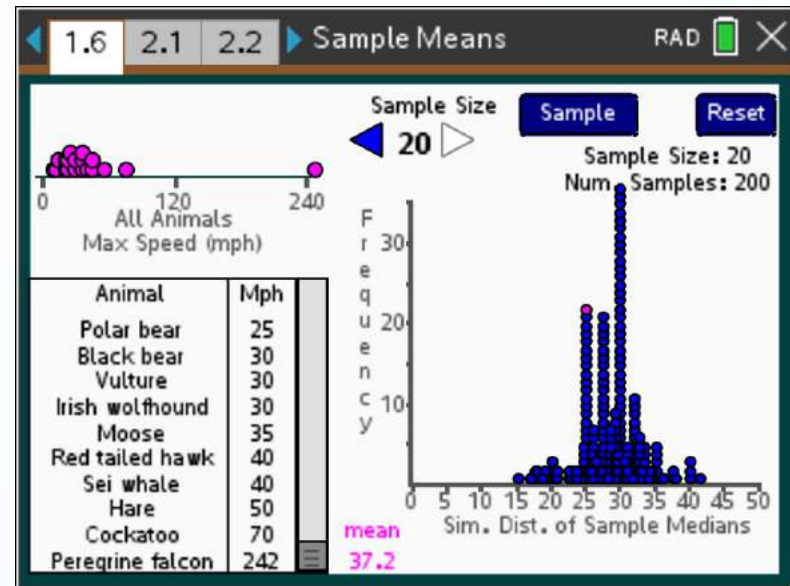 1.6 2.1 2.2 Sample Means RAD
Sample Size
20
Sample
Reset
Sample Size: 20
Num. Samples: 200
0 120 240
All Animals
Max Speed (mph)
Animal Mph
Polar bear 25
Black bear 30
Vulture 30
Irish wolfhound 30
Moose 35
Red tailed hawk 40
Sei whale 40
Hare 50
Cockatoo 70
Peregrine falcon 242
mean
37.2
Frequency
30
20
10
0 5 10 15 20 25 30 35 40 45 50
Sim. Dist. of Sample Medians